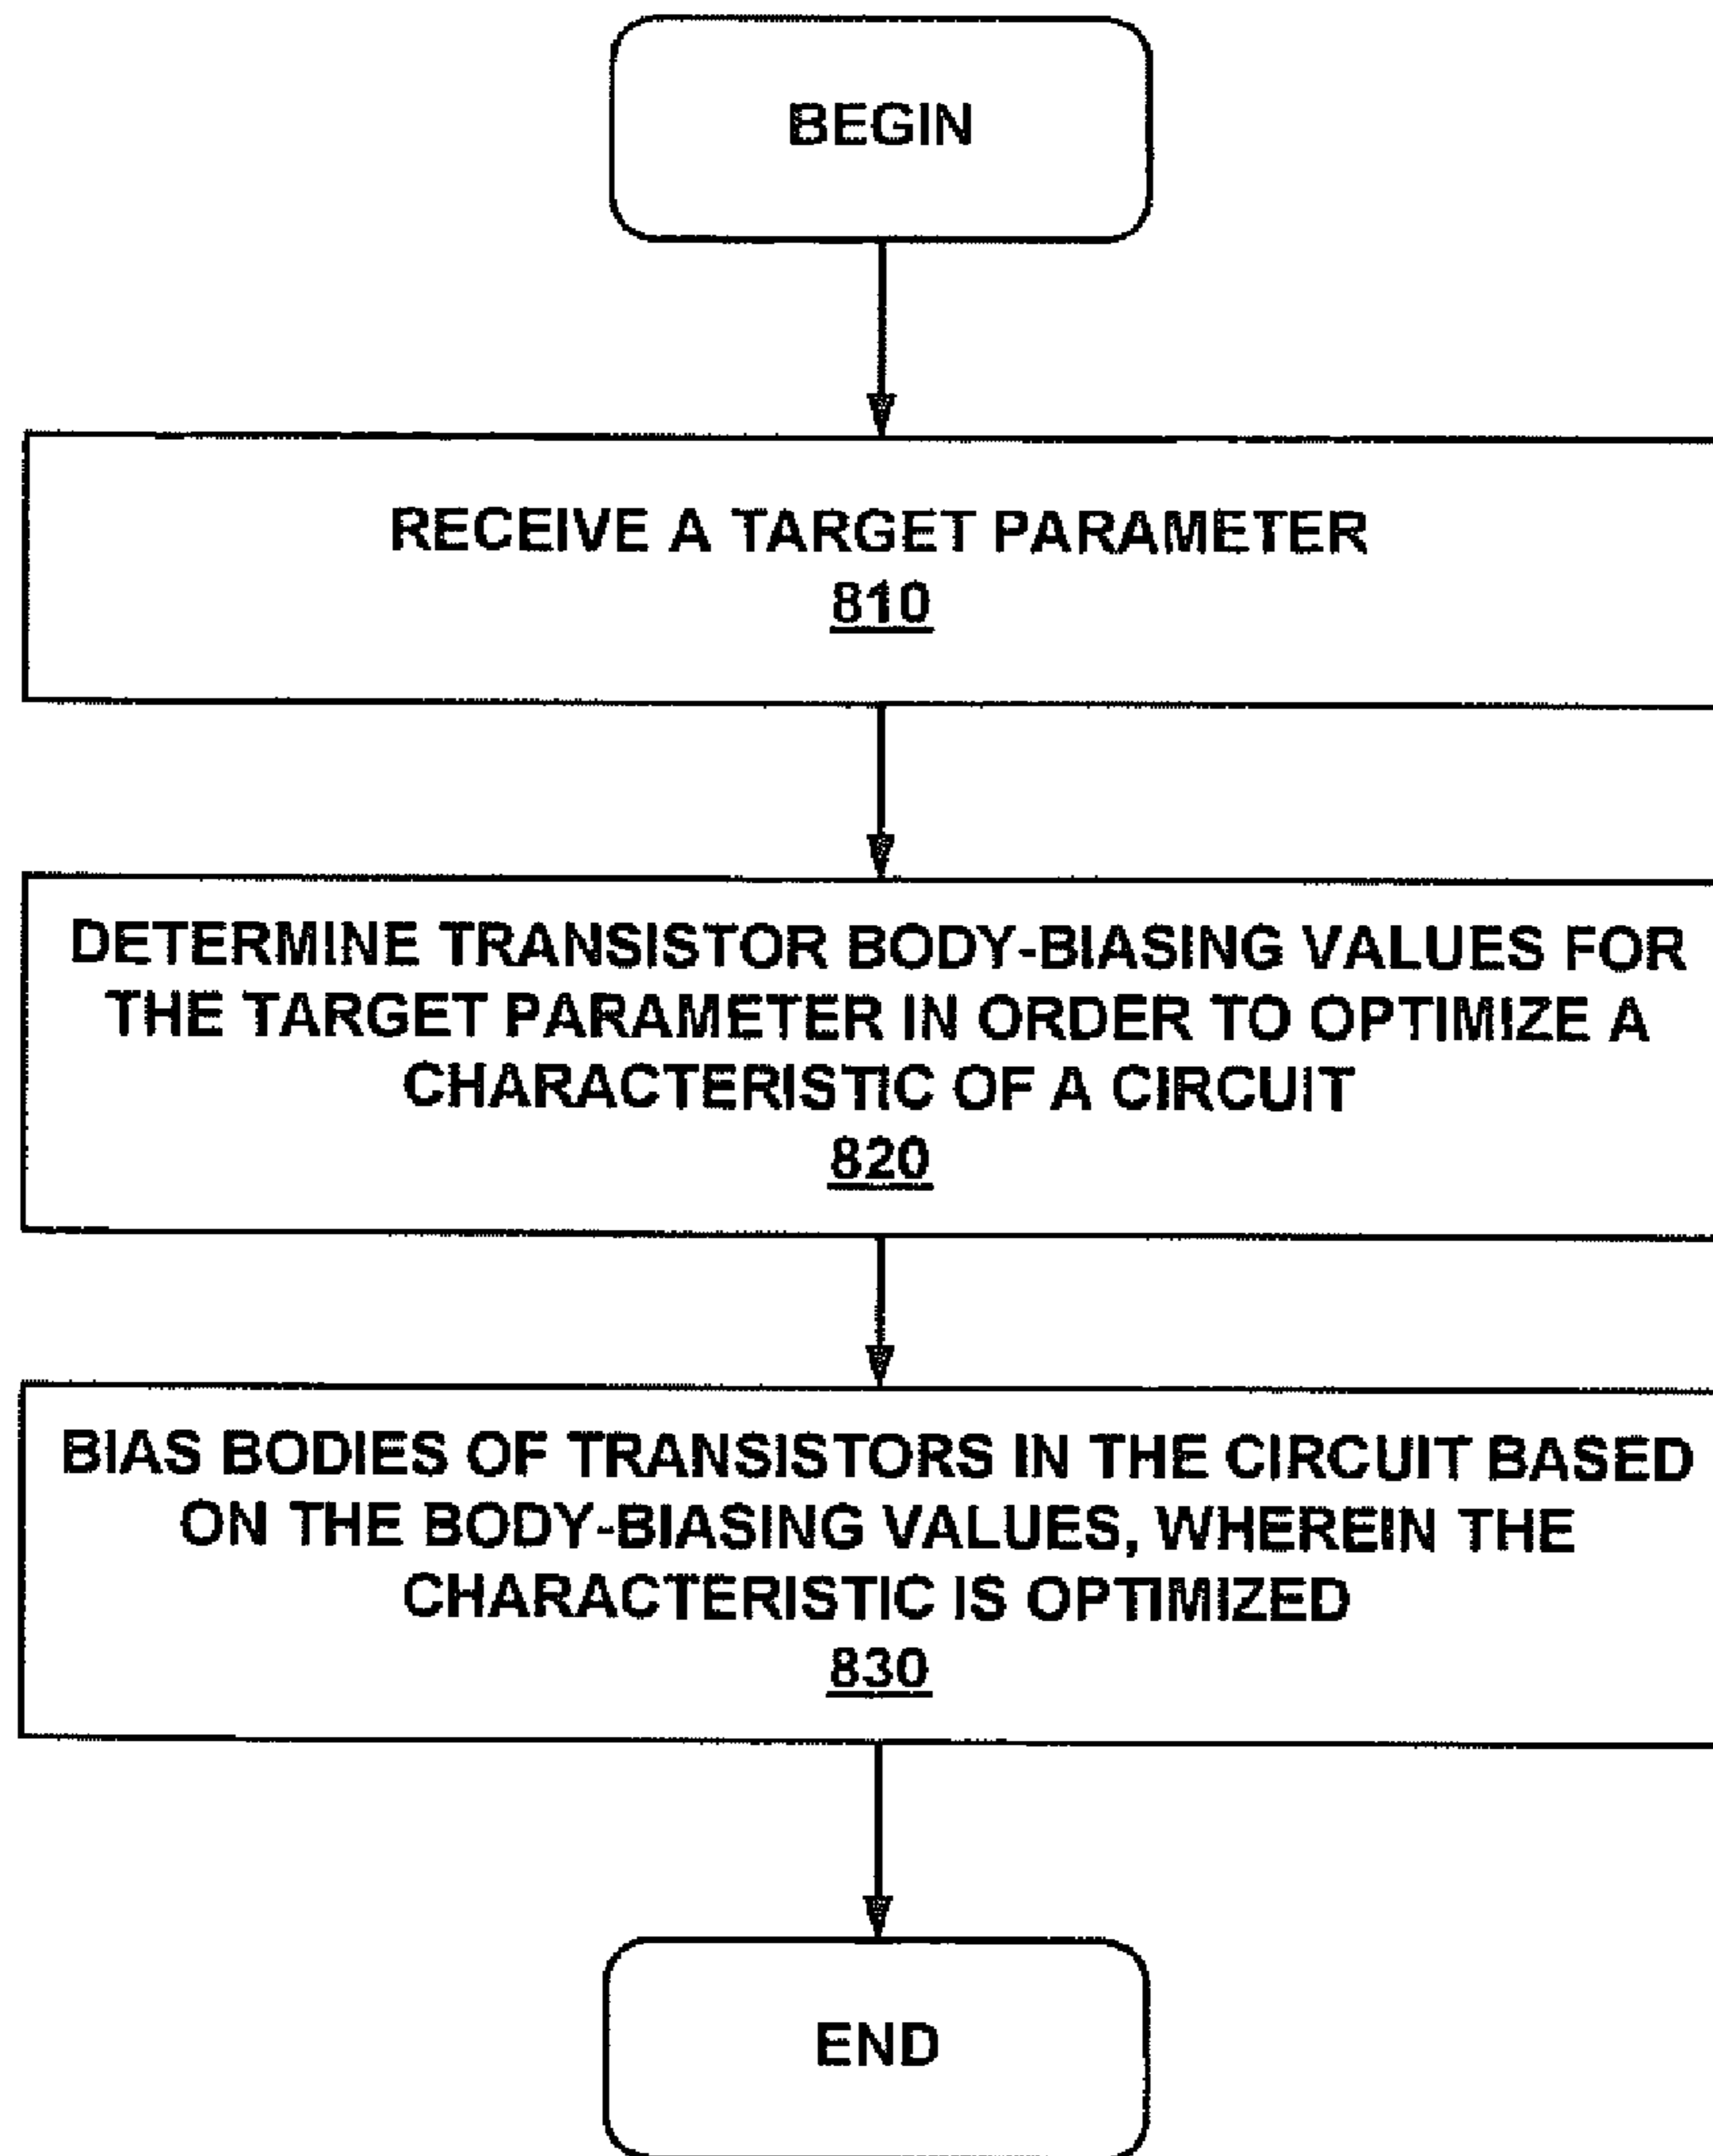 BEGIN
RECEIVE A TARGET PARAMETER
810
DETERMINE TRANSISTOR BODY-BIASING VALUES FOR
THE TARGET PARAMETER IN ORDER TO OPTIMIZE A
CHARACTERISTIC OF A CIRCUIT
820
BIAS BODIES OF TRANSISTORS IN THE CIRCUIT BASED
ON THE BODY-BIASING VALUES, WHEREIN THE
CHARACTERISTIC IS OPTIMIZED
830
END